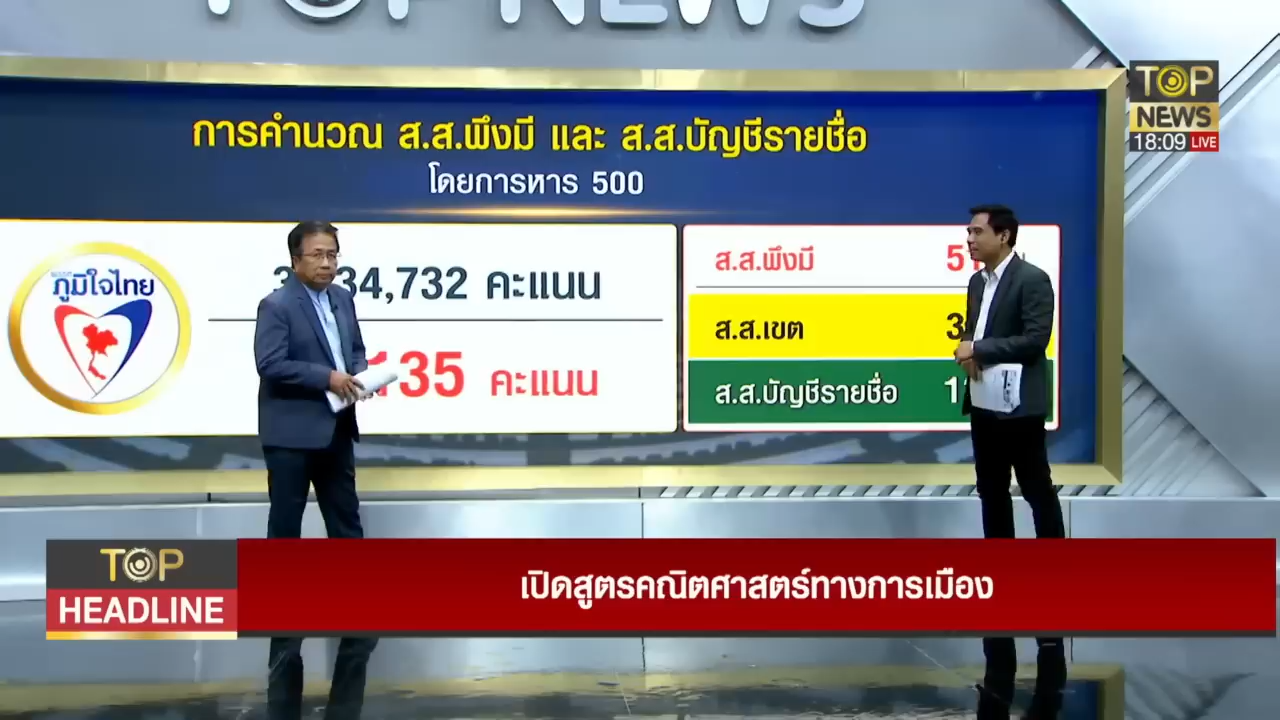 TOP NEWS
TOP
NEWS
18:09 LIVE
การคำนวณ ส.ส.พึงมี และ ส.ส.บัญชีรายชื่อ
โดยการหาร 500
ภูมิใจไทย
34,732 คะแนน
135 คะแนน
ส.ส.พึงมี
ส.ส.เขต
ส.ส.บัญชีรายชื่อ
TOP
HEADLINE
เปิดสูตรคณิตศาสตร์ทางการเมือง